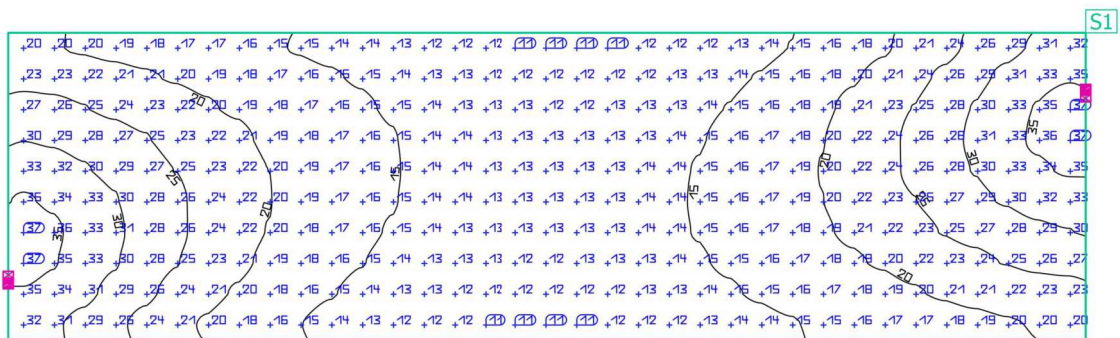 S1
+20 +20 +20 +19 +18 +17 +17 +16 +15 +15 +14 +14 +13 +12 +12 +12 11 11 11 11 +12 +12 +12 +13 +14 +15 +16 +18 +20 +21 +24 +26 +29 +31 +32
+23 +23 +22 +21 +21 +20 +19 +18 +17 +16 +15 +15 +14 +13 +13 +12 +12 +12 +12 +12 +12 +13 +13 +14 +15 +16 +18 +20 +21 +24 +26 +29 +31 +33 +35
20
+27 +26 +25 +24 +23 +22 +20 +19 +18 +17 +16 +15 +14 +14 +13 +13 +13 +13 +13 +13 +13 +13 +14 +15 +16 +18 +19 +21 +23 +25 +28 +30 +33 +35 37
35
+30 +29 +28 +27 +25 +23 +22 +21 +19 +18 +17 +16 +15 +14 +14 +13 +13 +13 +13 +13 +13 +14 +15 +16 +17 +18 +20 +22 +24 +26 +28 +31 +33 +36 37
20 30
+33 +32 +30 +29 +27 +25 +23 +22 +20 +19 +17 +16 +15 +14 +14 +13 +13 +13 +13 +13 +14 +14 +15 +16 +17 +18 +20 +22 +24 +26 +28 +30 +33 +34 +35
25 15
+35 +34 +33 +30 +28 +26 +24 +22 +20 +19 +17 +16 +15 +14 +14 +13 +13 +13 +13 +13 +14 +14 +15 +16 +17 +18 +19 +21 +23 +25 +27 +29 +30 +32 +33
30 20 15 25
37 +36 +33 +31 +28 +26 +24 +22 +20 +18 +17 +16 +15 +14 +13 +13 +13 +13 +13 +13 +13 +14 +15 +16 +17 +18 +19 +21 +22 +24 +26 +27 +28 +29 +30
35
37 +35 +33 +30 +28 +25 +23 +21 +19 +18 +16 +15 +14 +14 +13 +13 +13 +12 +12 +13 +13 +13 +14 +15 +16 +17 +18 +19 +21 +22 +23 +24 +25 +26 +27
20
+35 +34 +31 +29 +26 +24 +21 +20 +18 +16 +15 +14 +14 +13 +12 +12 +12 +12 +12 +12 +12 +13 +13 +14 +15 +16 +17 +18 +19 +20 +21 +22 +22 +23 +23
+32 +31 +29 +26 +24 +21 +20 +18 +16 +15 +14 +13 +12 +12 +12 11 11 11 11 +12 +12 +12 +13 +14 +14 +15 +16 +17 +17 +18 +19 +20 +20 +20